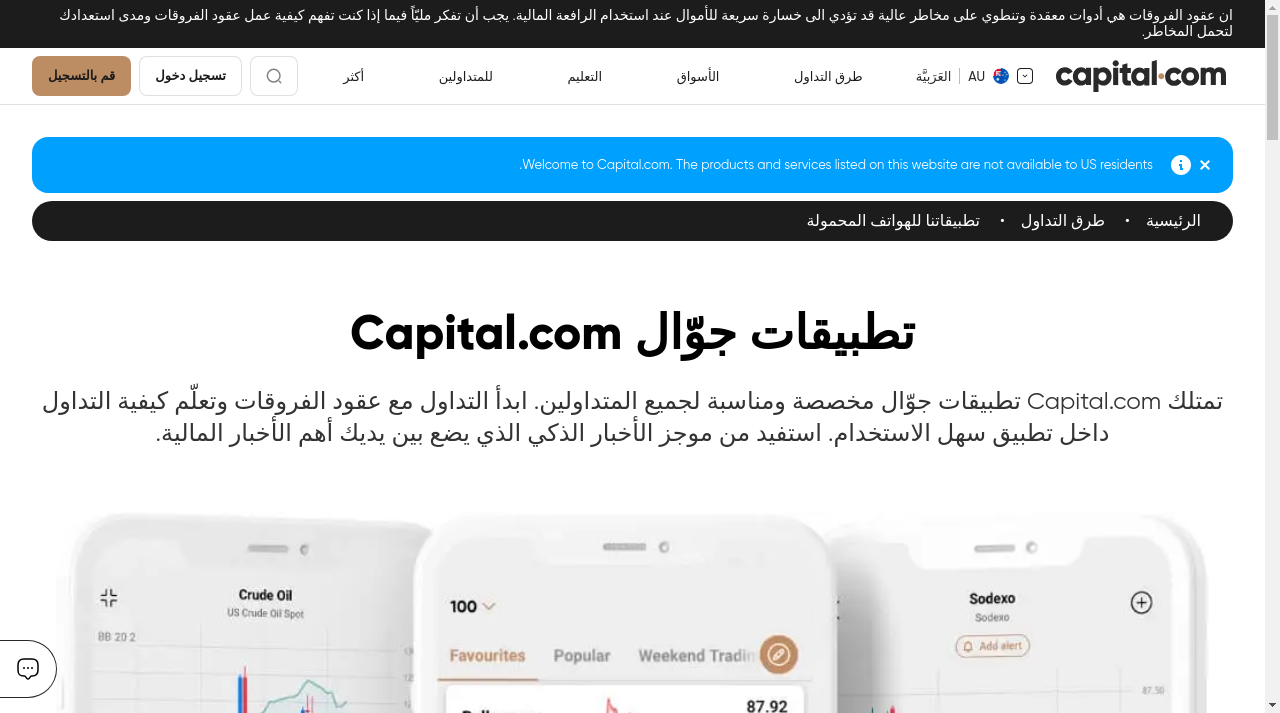 ان عقود الفروقات هي أدوات معقدة وتنطوي على مخاطر عالية قد تؤدي الى خسارة سريعة للأموال عند استخدام الرافعة المالية. يجب أن تفكر مليّاً فيما إذا كنت تفهم كيفية عمل عقود الفروقات ومدى استعدادك
لتحمل المخاطر.
capital.com
AU
العَرَبيَّة
طرق التداول
الأسواق
التعليم
للمتداولين
أكثر
تسجيل دخول
قم بالتسجيل
Welcome to Capital.com. The products and services listed on this website are not available to US residents.
الرئيسية • طرق التداول • تطبيقاتنا للهواتف المحمولة
تطبيقات جوّال Capital.com
تمتلك Capital.com تطبيقات جوّال مخصصة ومناسبة لجميع المتداولين. ابدأ التداول مع عقود الفروقات وتعلّم كيفية التداول
داخل تطبيق سهل الاستخدام. استفيد من موجز الأخبار الذكي الذي يضع بين يديك أهم الأخبار المالية.
Crude Oil
US Crude Oil Spot
BB 20 2
100
Favourites
Popular
Weekend Tradin
87.92
Sodexo
Sodexo
Add alert
87.50